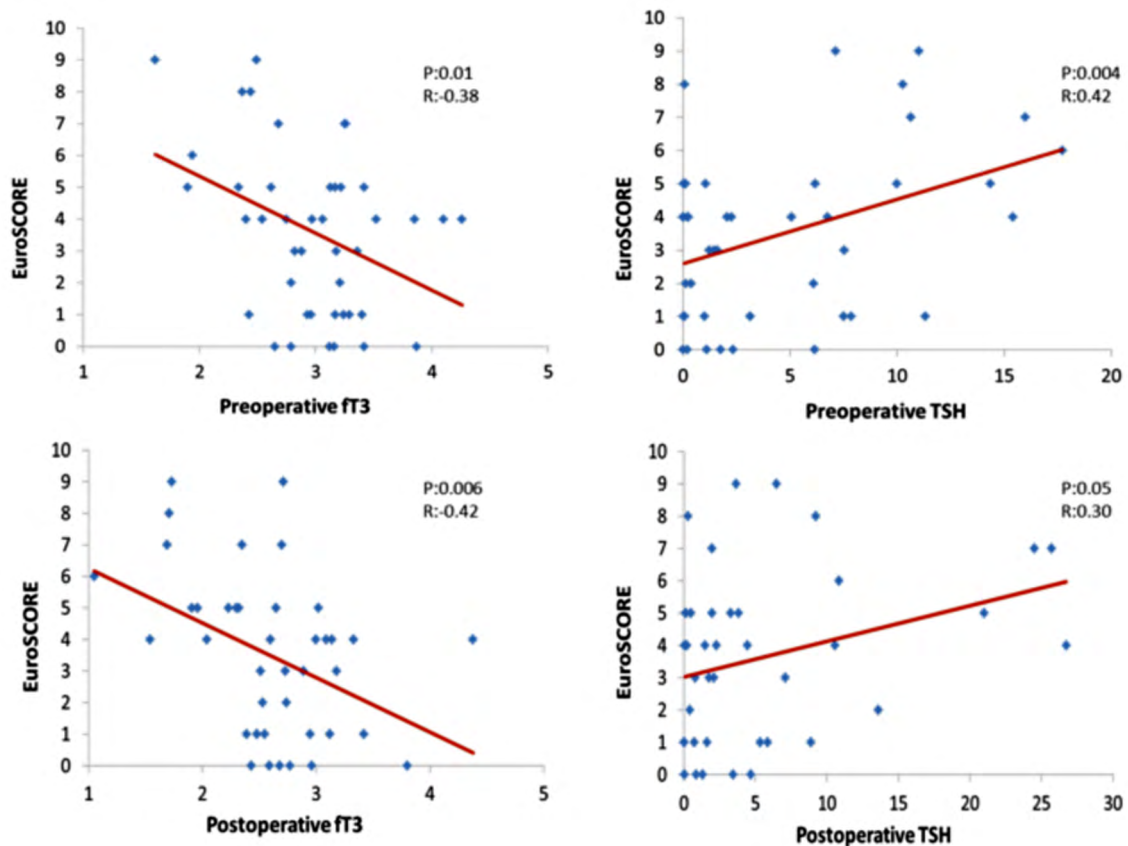 10
9
8
7
6
5
4
3
2
1
0
EuroSCORE
P:0.01
R:-0.38
1 2 3 4 5
Preoperative fT3
10
9
8
7
6
5
4
3
2
1
0
EuroSCORE
P:0.004
R:0.42
0 5 10 15 20
Preoperative TSH
10
9
8
7
6
5
4
3
2
1
0
EuroSCORE
P:0.006
R:-0.42
1 2 3 4 5
Postoperative fT3
10
9
8
7
6
5
4
3
2
1
0
EuroSCORE
P:0.05
R:0.30
0 5 10 15 20 25 30
Postoperative TSH